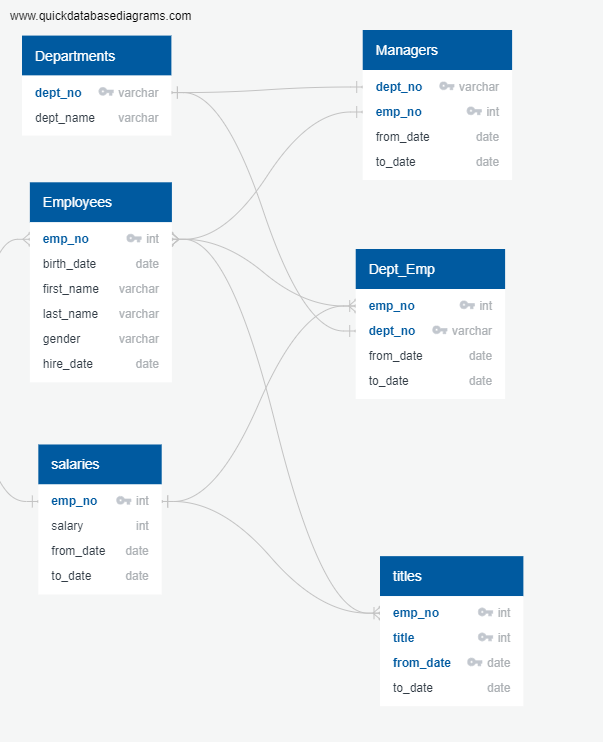 www.quickdatabasediagrams.com
Departments
dept_no varchar
dept_name varchar
Managers
dept_no varchar
emp_no int
from_date date
to_date date
Employees
emp_no int
birth_date date
first_name varchar
last_name varchar
gender varchar
hire_date date
Dept_Emp
emp_no int
dept_no varchar
from_date date
to_date date
salaries
emp_no int
salary int
from_date date
to_date date
titles
emp_no int
title int
from_date date
to_date date